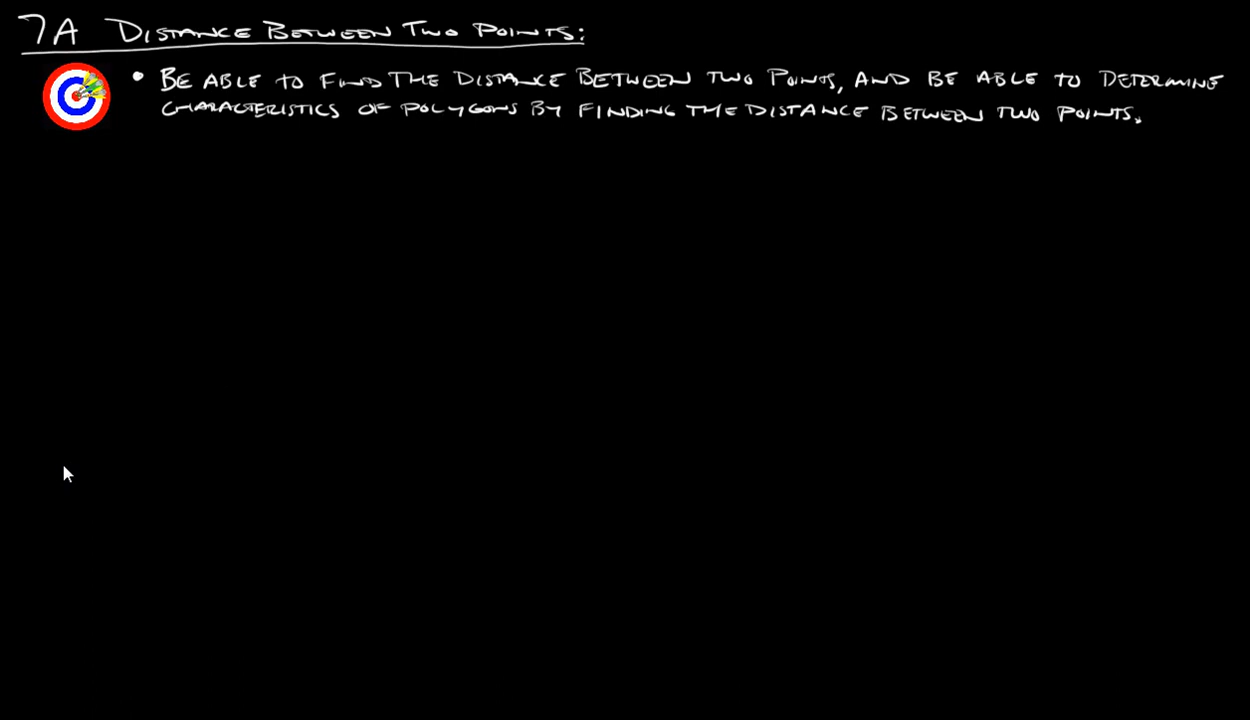 7A DISTANCE BETWEEN TWO POINTS:
• BE ABLE TO FIND THE DISTANCE BETWEEN TWO POINTS, AND BE ABLE TO DETERMINE
CHARACTERISTICS OF POLYGONS BY FINDING THE DISTANCE BETWEEN TWO POINTS.